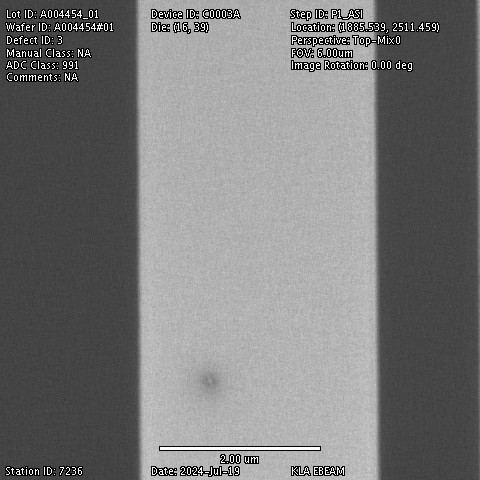 Lot ID: A004454_01
Wafer ID: A004454#01
Defect ID: 3
Manual Class: NA
ADC Class: 991
Comments: NA
Device ID: C0003A
Die: (16, 39)
Step ID: P1_ASI
Location: (1885.539, 2511.459)
Perspective: Top-Mix0
FOV: 6.00um
Image Rotation: 0.00 deg
2.00 um
Station ID: 7236
Date: 2024-Jul-19
KLA EBEAM